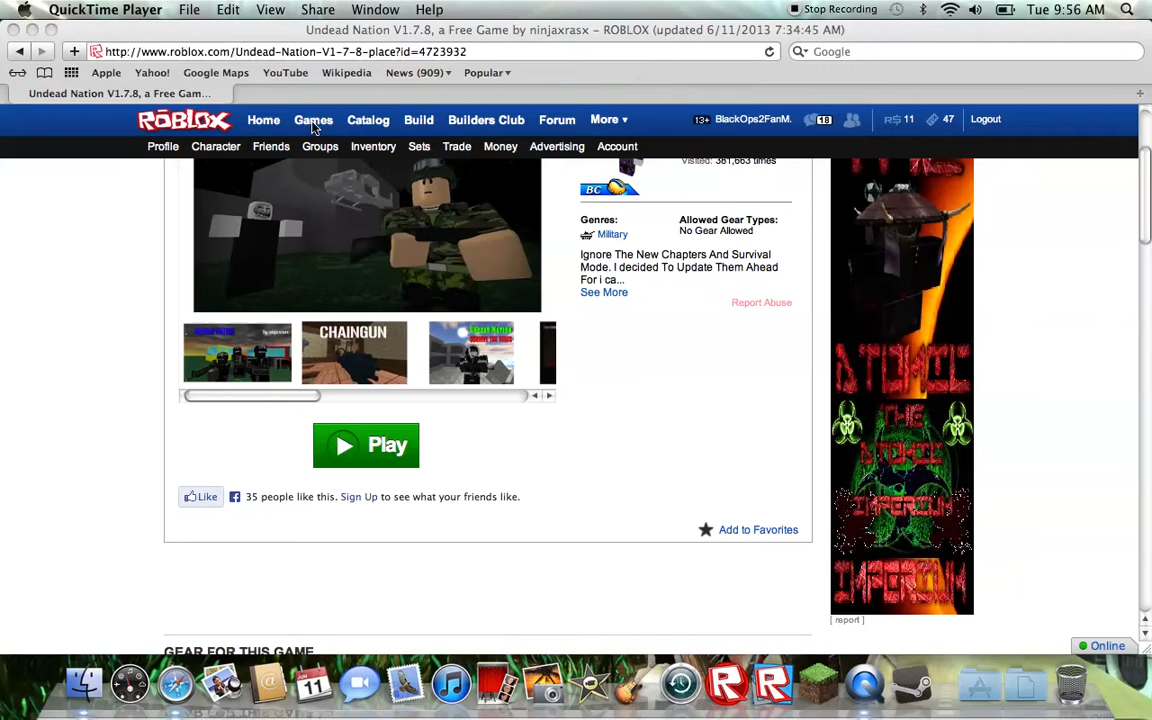 QuickTime Player File Edit View Share Window Help Stop Recording Tue 9:56 AM
Undead Nation V1.7.8, a Free Game by ninjaxrasx - ROBLOX (updated 6/11/2013 7:34:45 AM)
http://www.roblox.com/Undead-Nation-V1-7-8-place?id=4723932 Google
Apple Yahoo! Google Maps YouTube Wikipedia News (909) Popular
Undead Nation V1.7.8, a Free Gam...
ROBLOX Home Games Catalog Build Builders Club Forum More 13+ BlackOps2FanM. 18 R$ 11 47 Logout
Profile Character Friends Groups Inventory Sets Trade Money Advertising Account
Visited: 381,663 times
BC
Genres: Allowed Gear Types:
Military No Gear Allowed
Ignore The New Chapters And Survival
Mode. I decided To Update Them Ahead
For i ca...
See More
Report Abuse
CHAINGUN
Play
Like 35 people like this. Sign Up to see what your friends like.
Add to Favorites
ATOMIC
THE
ATOMIC
IMPERIUM
IMPERIUM
[ report ]
GEAR FOR THIS GAME
Online
JUN
11